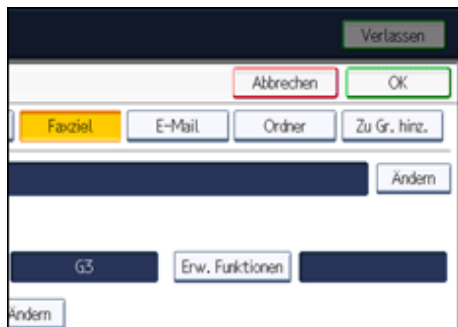 Verlassen
Abbrechen OK
Faxziel E-Mail Ordner Zu Gr. hinz.
Ändern
G3 Erw. Funktionen
Ändern